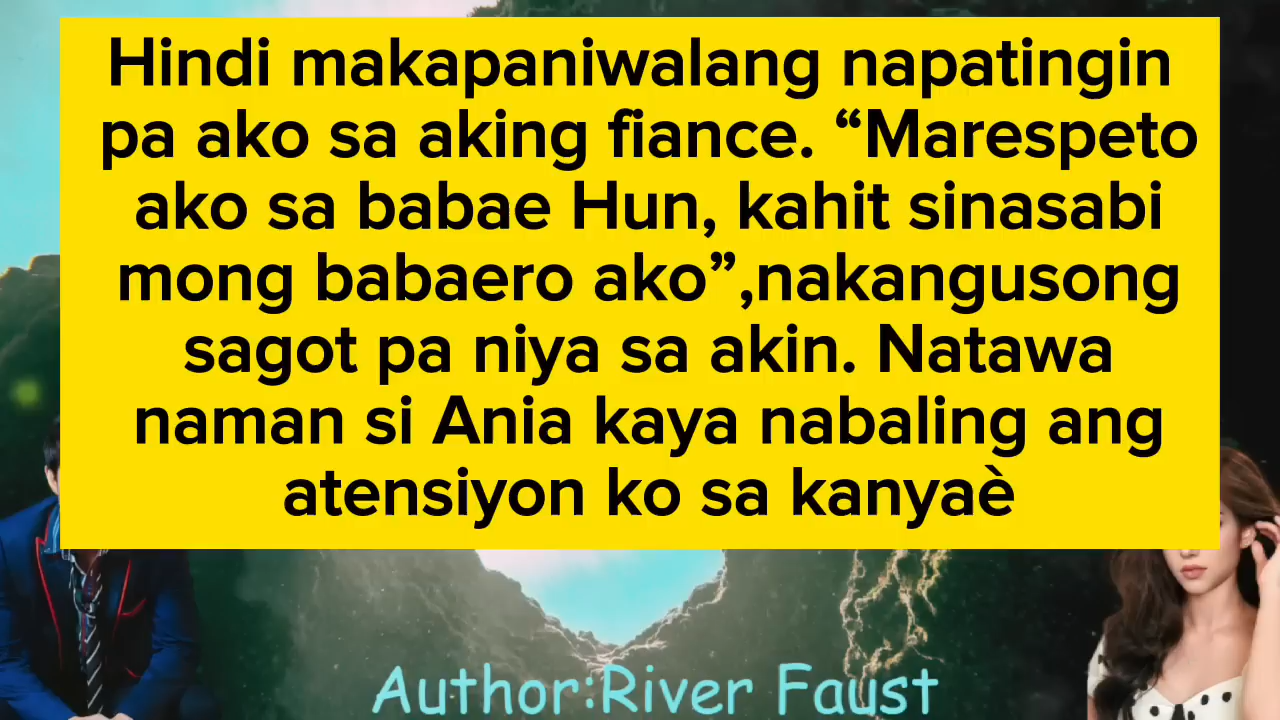 Hindi makapaniwalang napatingin
pa ako sa aking fiance. “Marespeto
ako sa babae Hun, kahit sinasabi
mong babaero ako”,nakangusong
sagot pa niya sa akin. Natawa
naman si Ania kaya nabaling ang
atensiyon ko sa kanyaè
Author:River Faust